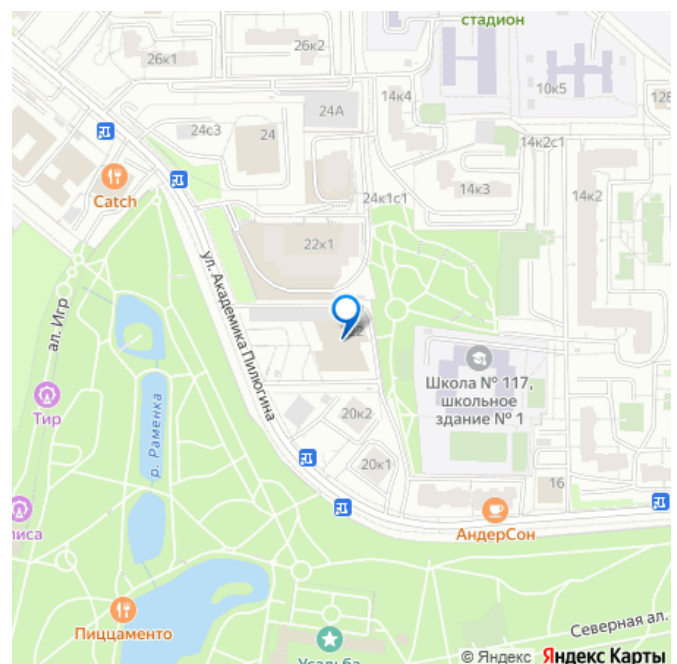 стадион
26к2
26к1
10к5
14к4
24А
24с3
24
14к2с1
Catch
14к3
14к2
24к1с1
22к1
ул. Академика Пилюгина
ал. Игр
Школа № 117,
школьное
здание № 1
Тир
р. Раменка
20к2
20к1
16
АндерСон
Пиццаменто
Северная ал.
Усадьба
© Яндекс Яндекс Карты